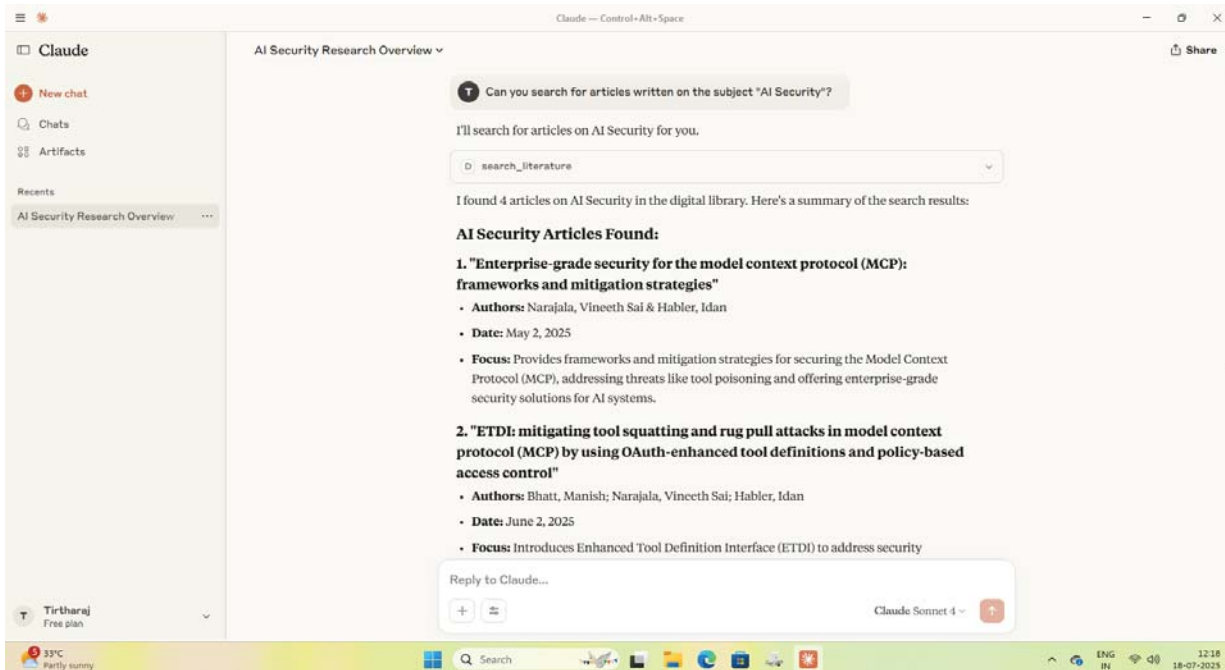 Claude — Control+Alt+Space
Claude
AI Security Research Overview
Share
New chat
Chats
Artifacts
Recents
AI Security Research Overview ...
T Can you search for articles written on the subject "AI Security"?
I'll search for articles on AI Security for you.
D search_literature
I found 4 articles on AI Security in the digital library. Here's a summary of the search results:
AI Security Articles Found:
1. "Enterprise-grade security for the model context protocol (MCP):
frameworks and mitigation strategies"
• Authors: Narajala, Vineeth Sai & Habler, Idan
• Date: May 2, 2025
• Focus: Provides frameworks and mitigation strategies for securing the Model Context
Protocol (MCP), addressing threats like tool poisoning and offering enterprise-grade
security solutions for AI systems.
2. "ETDI: mitigating tool squatting and rug pull attacks in model context
protocol (MCP) by using OAuth-enhanced tool definitions and policy-based
access control"
• Authors: Bhatt, Manish; Narajala, Vineeth Sai; Habler, Idan
• Date: June 2, 2025
• Focus: Introduces Enhanced Tool Definition Interface (ETDI) to address security
Reply to Claude...
Claude Sonnet 4
T Tirtharaj
Free plan
5 33°C
Partly sunny
Search
ENG
IN
12:18